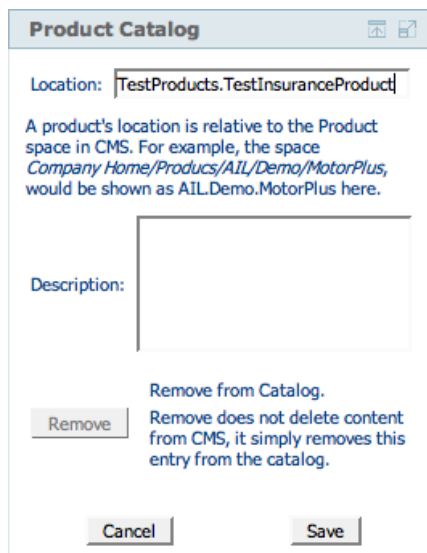 Product Catalog
Location: TestProducts.TestInsuranceProduct
A product's location is relative to the Product
space in CMS. For example, the space
Company Home/Producs/AIL/Demo/MotorPlus,
would be shown as AIL.Demo.MotorPlus here.
Description:
Remove from Catalog.
Remove
Remove does not delete content
from CMS, it simply removes this
entry from the catalog.
Cancel Save